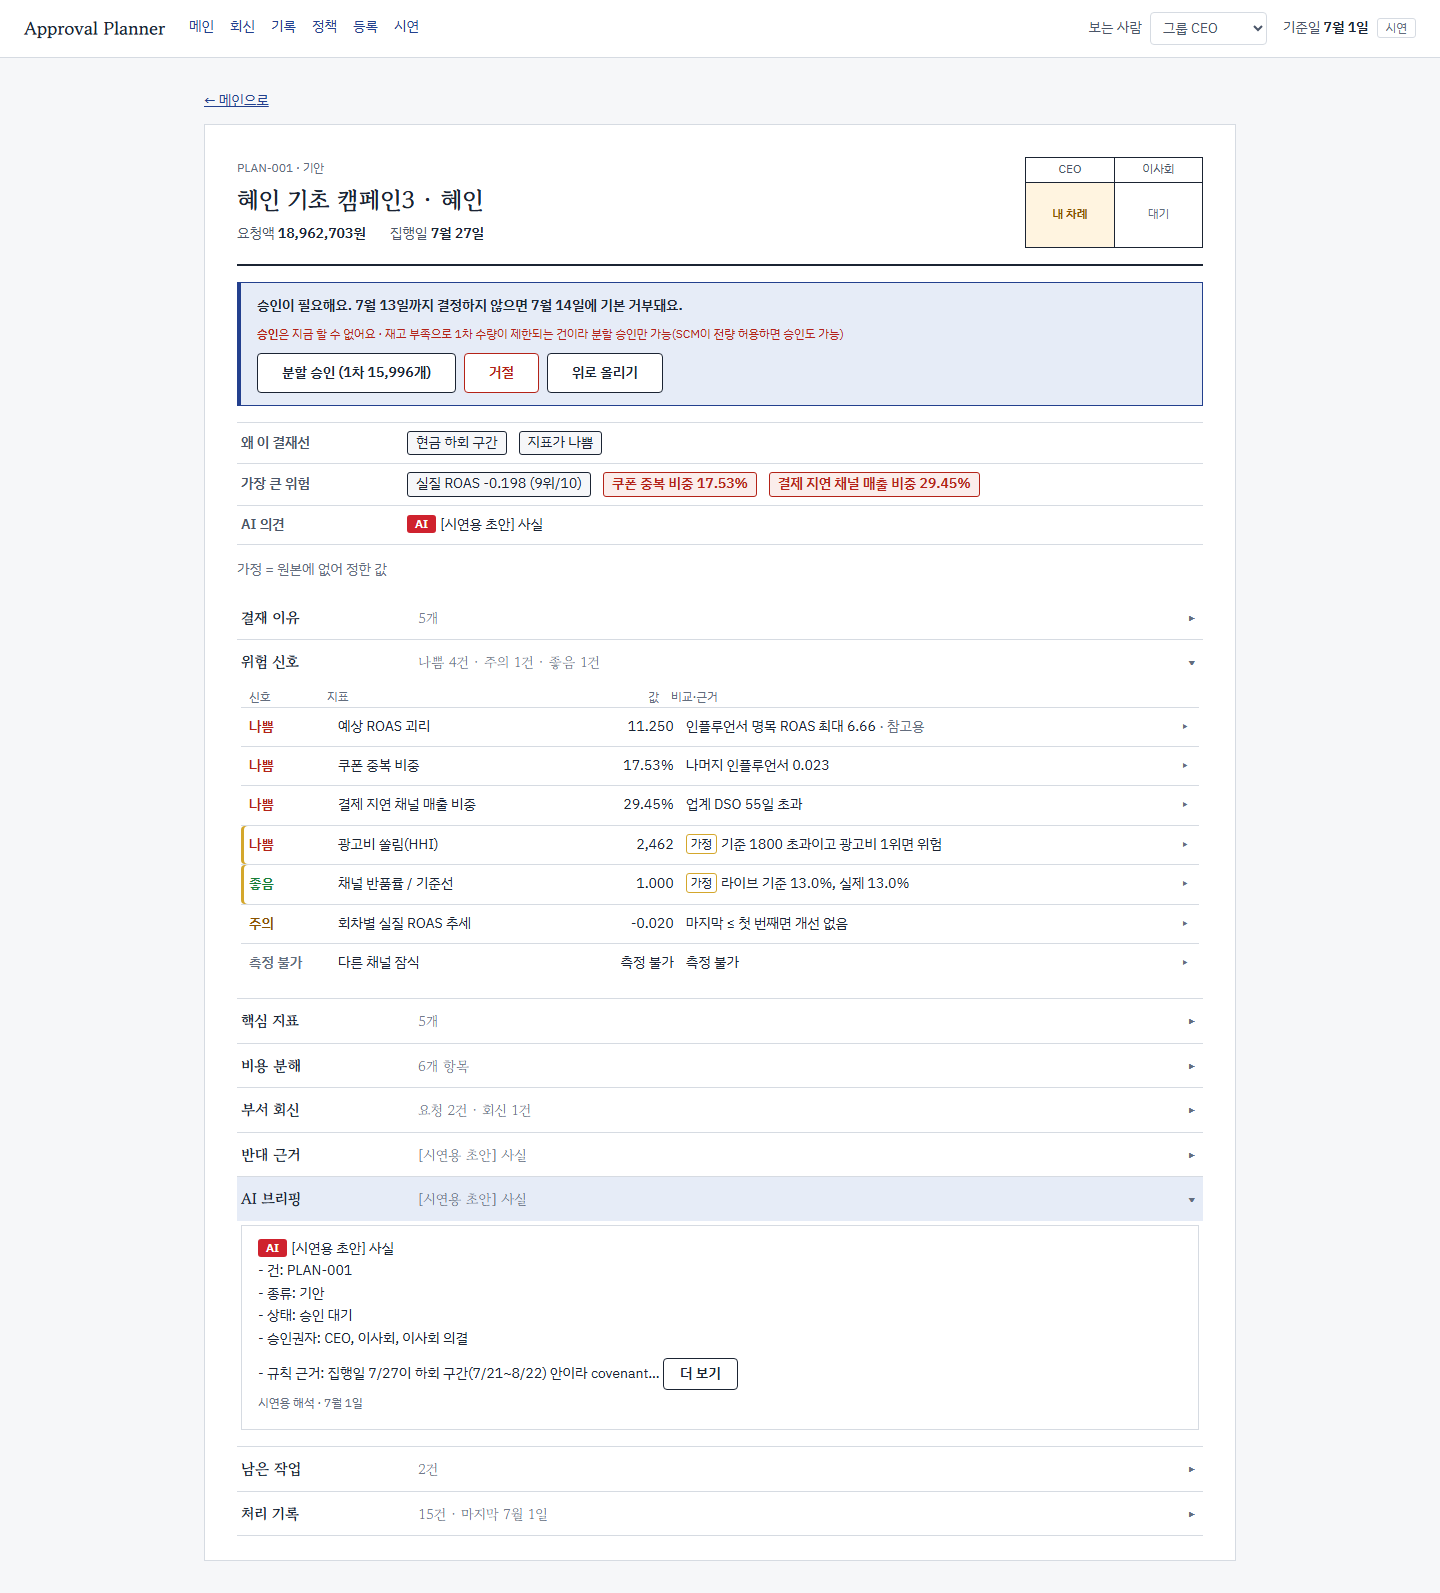 Approval Planner 메인 회신 기록 정책 등록 시연 보는 사람 그룹 CEO 기준일 7월 1일 시연
← 메인으로
PLAN-001 · 기안
혜인 기초 캠페인3 · 혜인
요청액 18,962,703원 집행일 7월 27일
CEO 이사회
내 차례 대기
승인이 필요해요. 7월 13일까지 결정하지 않으면 7월 14일에 기본 거부돼요.
승인은 지금 할 수 없어요 · 재고 부족으로 1차 수량이 제한되는 건이라 분할 승인만 가능(SCM이 전량 허용하면 승인도 가능)
분할 승인 (1차 15,996개) 거절 위로 올리기
왜 이 결재선 현금 하회 구간 지표가 나쁨
가장 큰 위험 실질 ROAS -0.198 (9위/10) 쿠폰 중복 비중 17.53% 결제 지연 채널 매출 비중 29.45%
AI 의견 AI [시연용 초안] 사실
가정 = 원본에 없어 정한 값
결재 이유 5개 ▸
위험 신호 나쁨 4건 · 주의 1건 · 좋음 1건 ▾
신호 지표 값 비교·근거
나쁨 예상 ROAS 괴리 11.250 인플루언서 명목 ROAS 최대 6.66 · 참고용 ▸
나쁨 쿠폰 중복 비중 17.53% 나머지 인플루언서 0.023 ▸
나쁨 결제 지연 채널 매출 비중 29.45% 업계 DSO 55일 초과 ▸
나쁨 광고비 쏠림(HHI) 2,462 가정 기준 1800 초과이고 광고비 1위면 위험 ▸
좋음 채널 반품률 / 기준선 1.000 가정 라이브 기준 13.0%, 실제 13.0% ▸
주의 회차별 실질 ROAS 추세 -0.020 마지막 ≤ 첫 번째면 개선 없음 ▸
측정 불가 다른 채널 잠식 측정 불가 측정 불가 ▸
핵심 지표 5개 ▸
비용 분해 6개 항목 ▸
부서 회신 요청 2건 · 회신 1건 ▸
반대 근거 [시연용 초안] 사실 ▸
AI 브리핑 [시연용 초안] 사실 ▾
AI [시연용 초안] 사실
- 건: PLAN-001
- 종류: 기안
- 상태: 승인 대기
- 승인권자: CEO, 이사회, 이사회 의결
- 규칙 근거: 집행일 7/27이 하회 구간(7/21~8/22) 안이라 covenant… 더 보기
시연용 해석 · 7월 1일
남은 작업 2건 ▸
처리 기록 15건 · 마지막 7월 1일 ▸